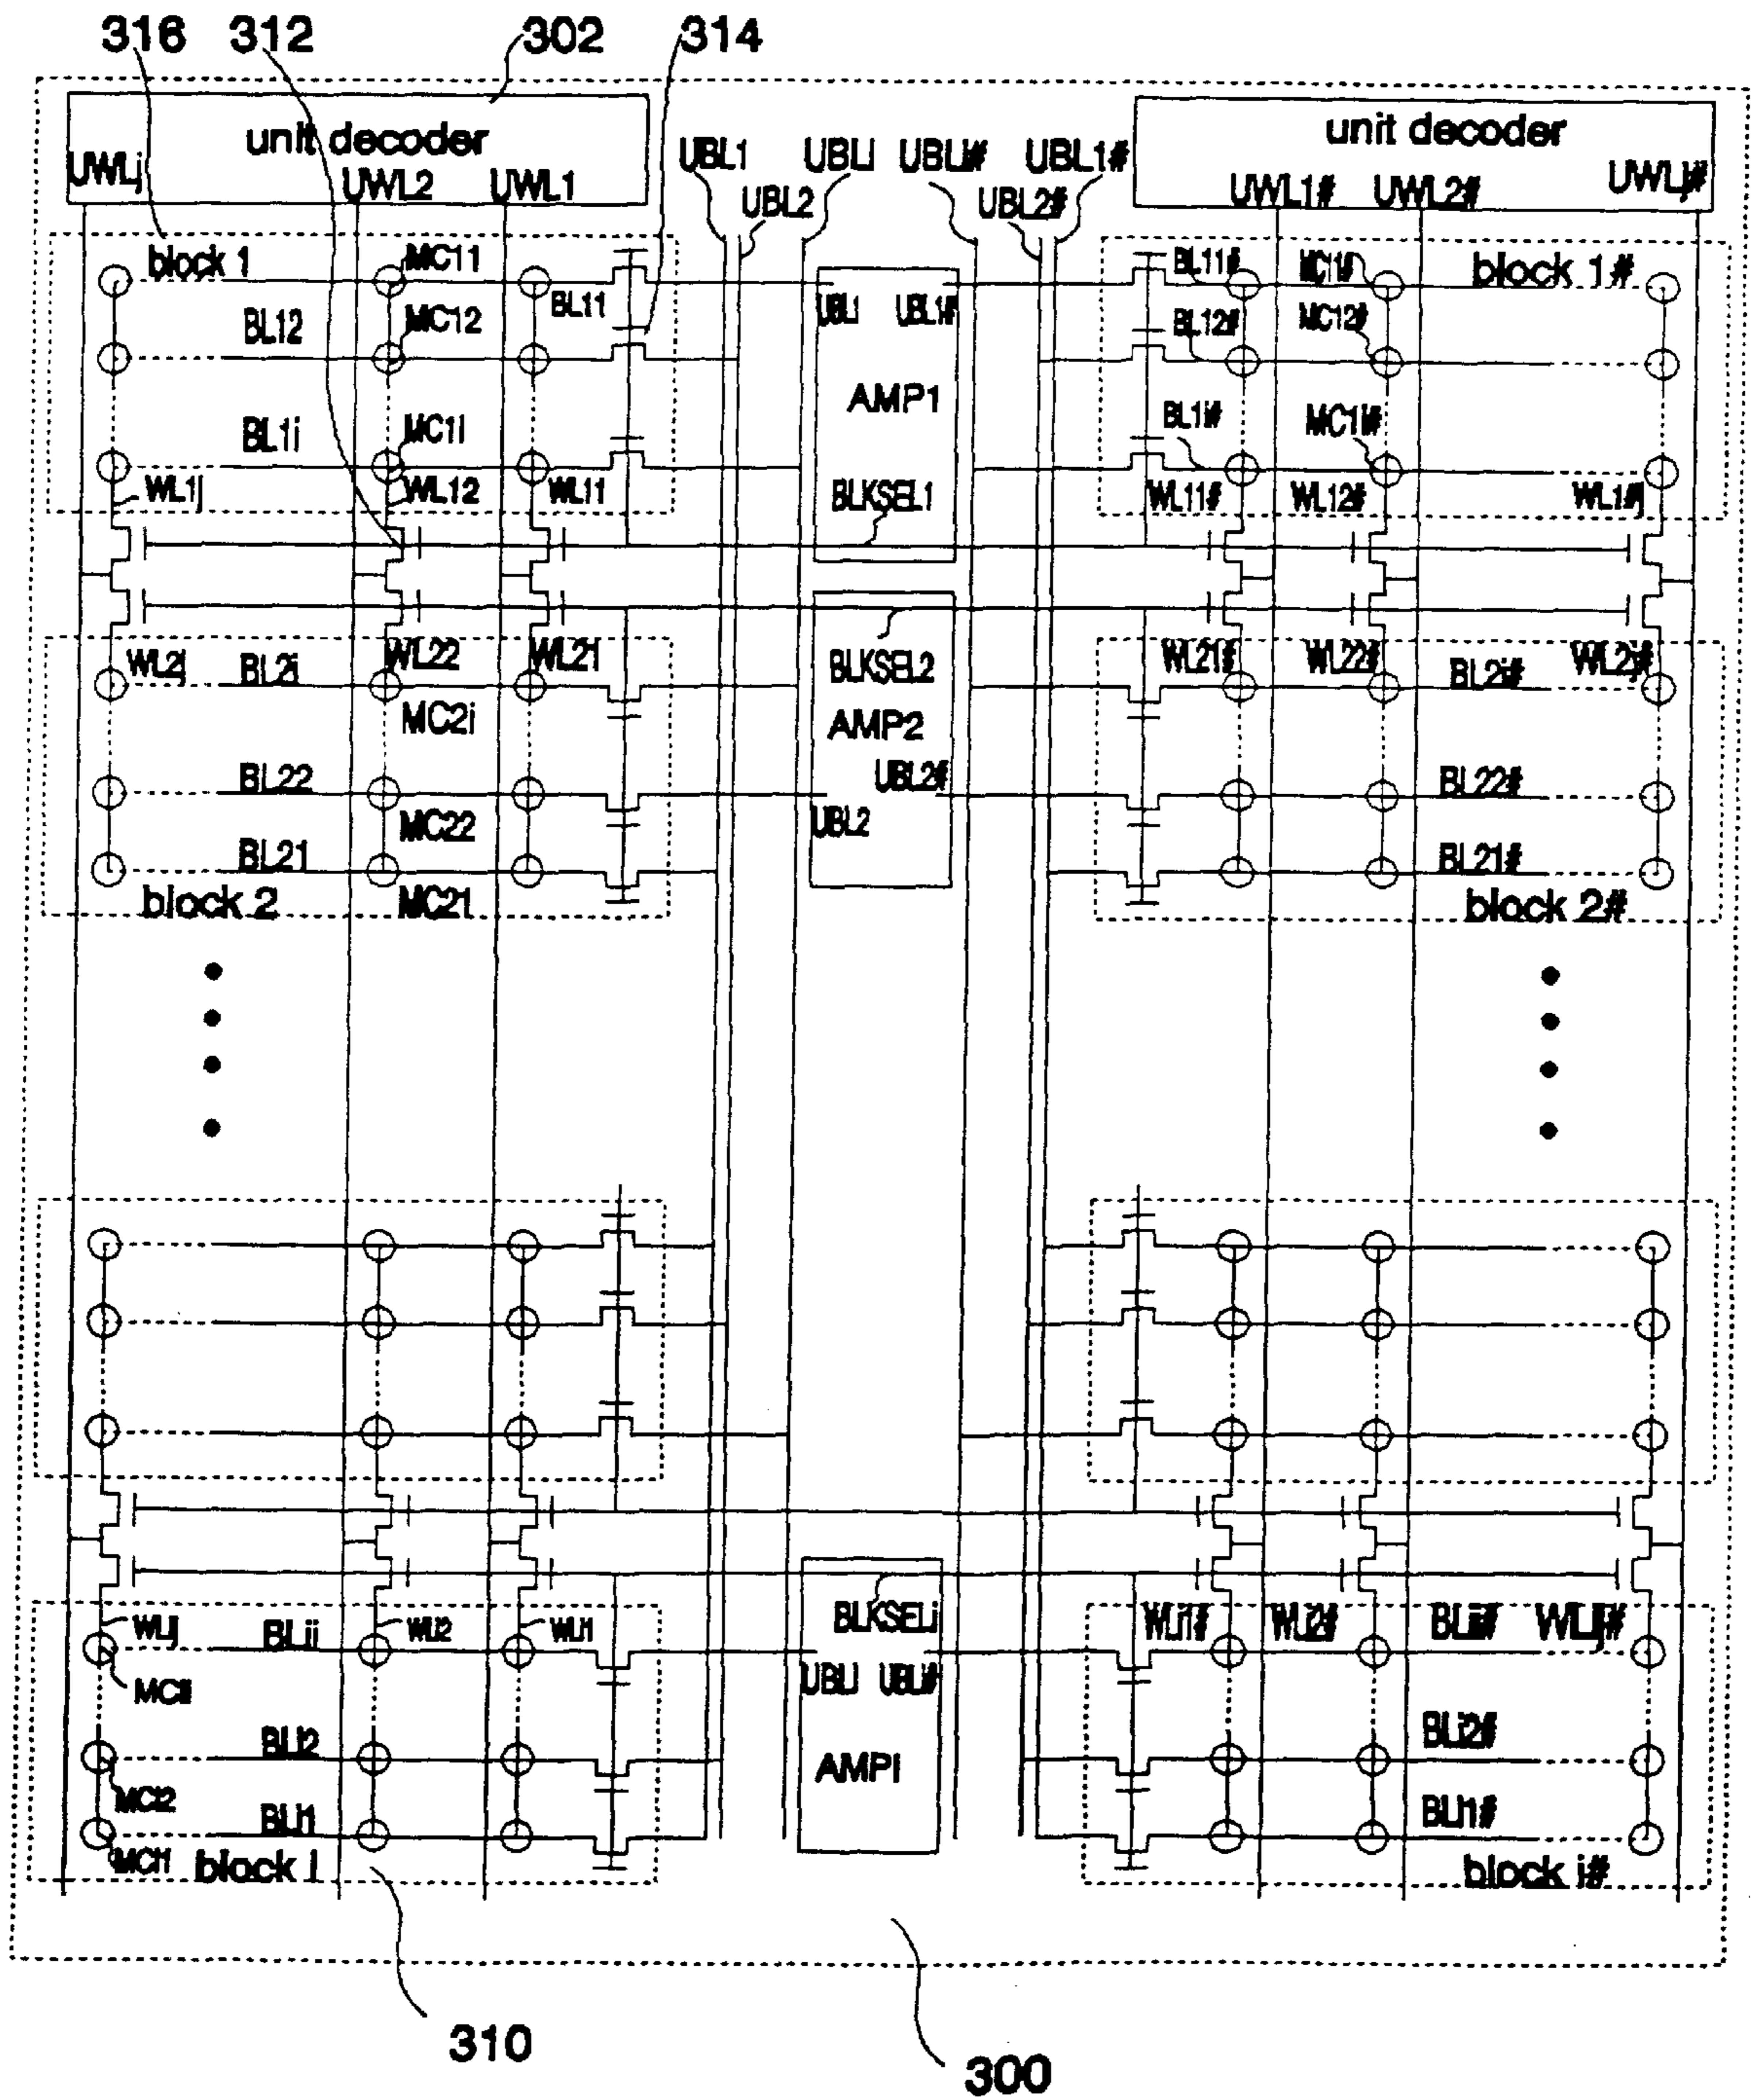 316 312 302 314
unit decoder
UWLj UWL2 UWL1
UBL1 UBLi UBLi# UBL1#
UBL2 UBL2#
unit decoder
UWL1# UWL2# UWLj#
block 1 MC11 BL11
BL12 MC12
BL1i MC1i
WL1j WL12 WL11
UBL1 UBL1#
AMP1
BLKSEL1
BL11# MC11# block 1#
BL12# MC12#
BL1i# MC1i#
WL11# WL12# WL1#j
WL2j BL2i WL22 WL21
MC2i
BL22
MC22
BL21
block 2 MC21
BLKSEL2
AMP2
UBL2#
UBL2
WL21# WL22# BL2i# WL2j#
BL22#
BL21#
block 2#
WLij BLii WLi2 WLi1
MCii
BLi2
MCi2
BLi1
MCi1 block i
BLKSELi
UBLi UBLi#
AMPi
WLi1# WLi2# BLii# WLij#
BLi2#
BLi1#
block i#
310
300